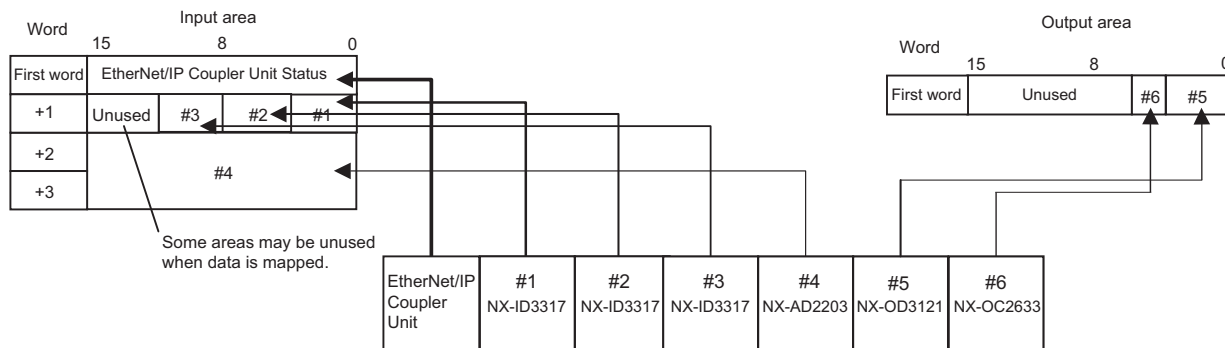 Input area
Word
15 8 0
First word EtherNet/IP Coupler Unit Status
+1 Unused #3 #2 #1
+2
#4
+3
Some areas may be unused
when data is mapped.
Output area
Word
15 8 0
First word Unused #6 #5
EtherNet/IP
Coupler
Unit
#1
NX-ID3317
#2
NX-ID3317
#3
NX-ID3317
#4
NX-AD2203
#5
NX-OD3121
#6
NX-OC2633